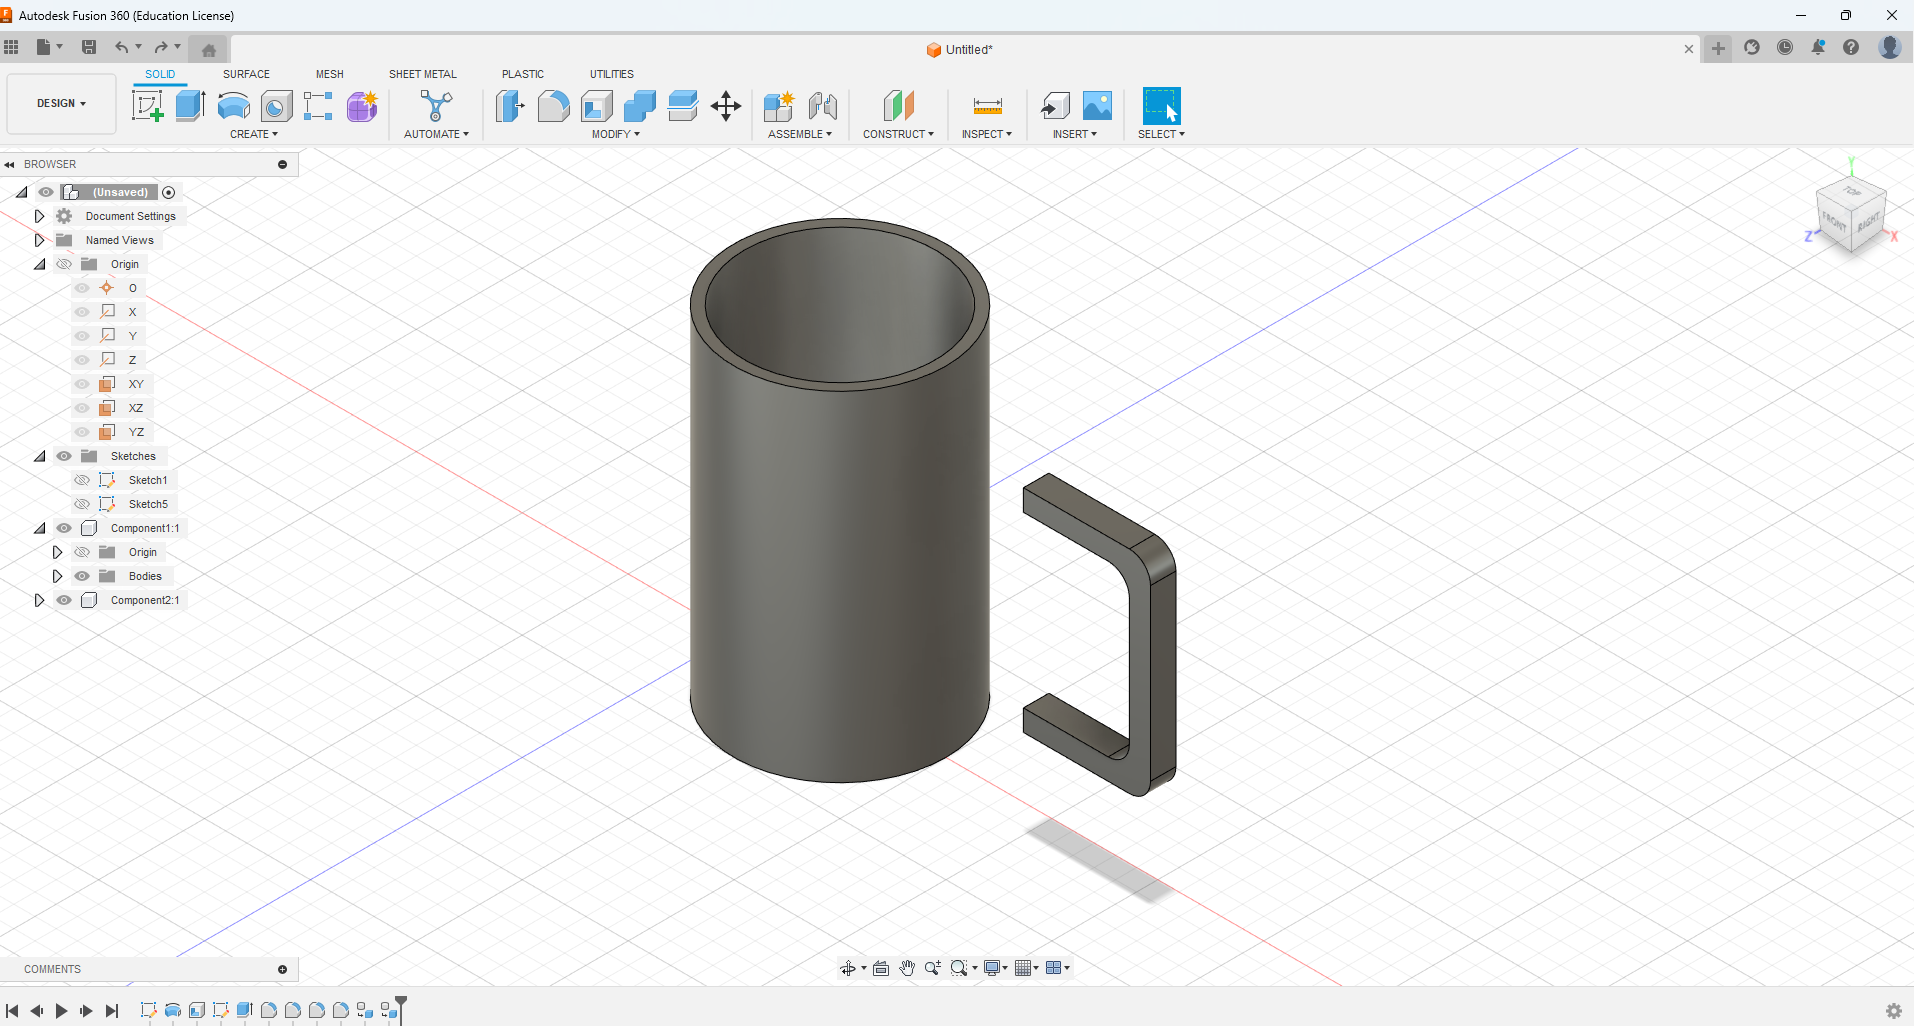 Autodesk Fusion 360 (Education License)
Untitled*
DESIGN
SOLID
SURFACE
MESH
SHEET METAL
PLASTIC
UTILITIES
CREATE
AUTOMATE
MODIFY
ASSEMBLE
CONSTRUCT
INSPECT
INSERT
SELECT
BROWSER
(Unsaved)
Document Settings
Named Views
Origin
O
X
Y
Z
XY
XZ
YZ
Sketches
Sketch1
Sketch5
Component1:1
Origin
Bodies
Component2:1
Y
TOP
FRONT
RIGHT
Z
X
COMMENTS